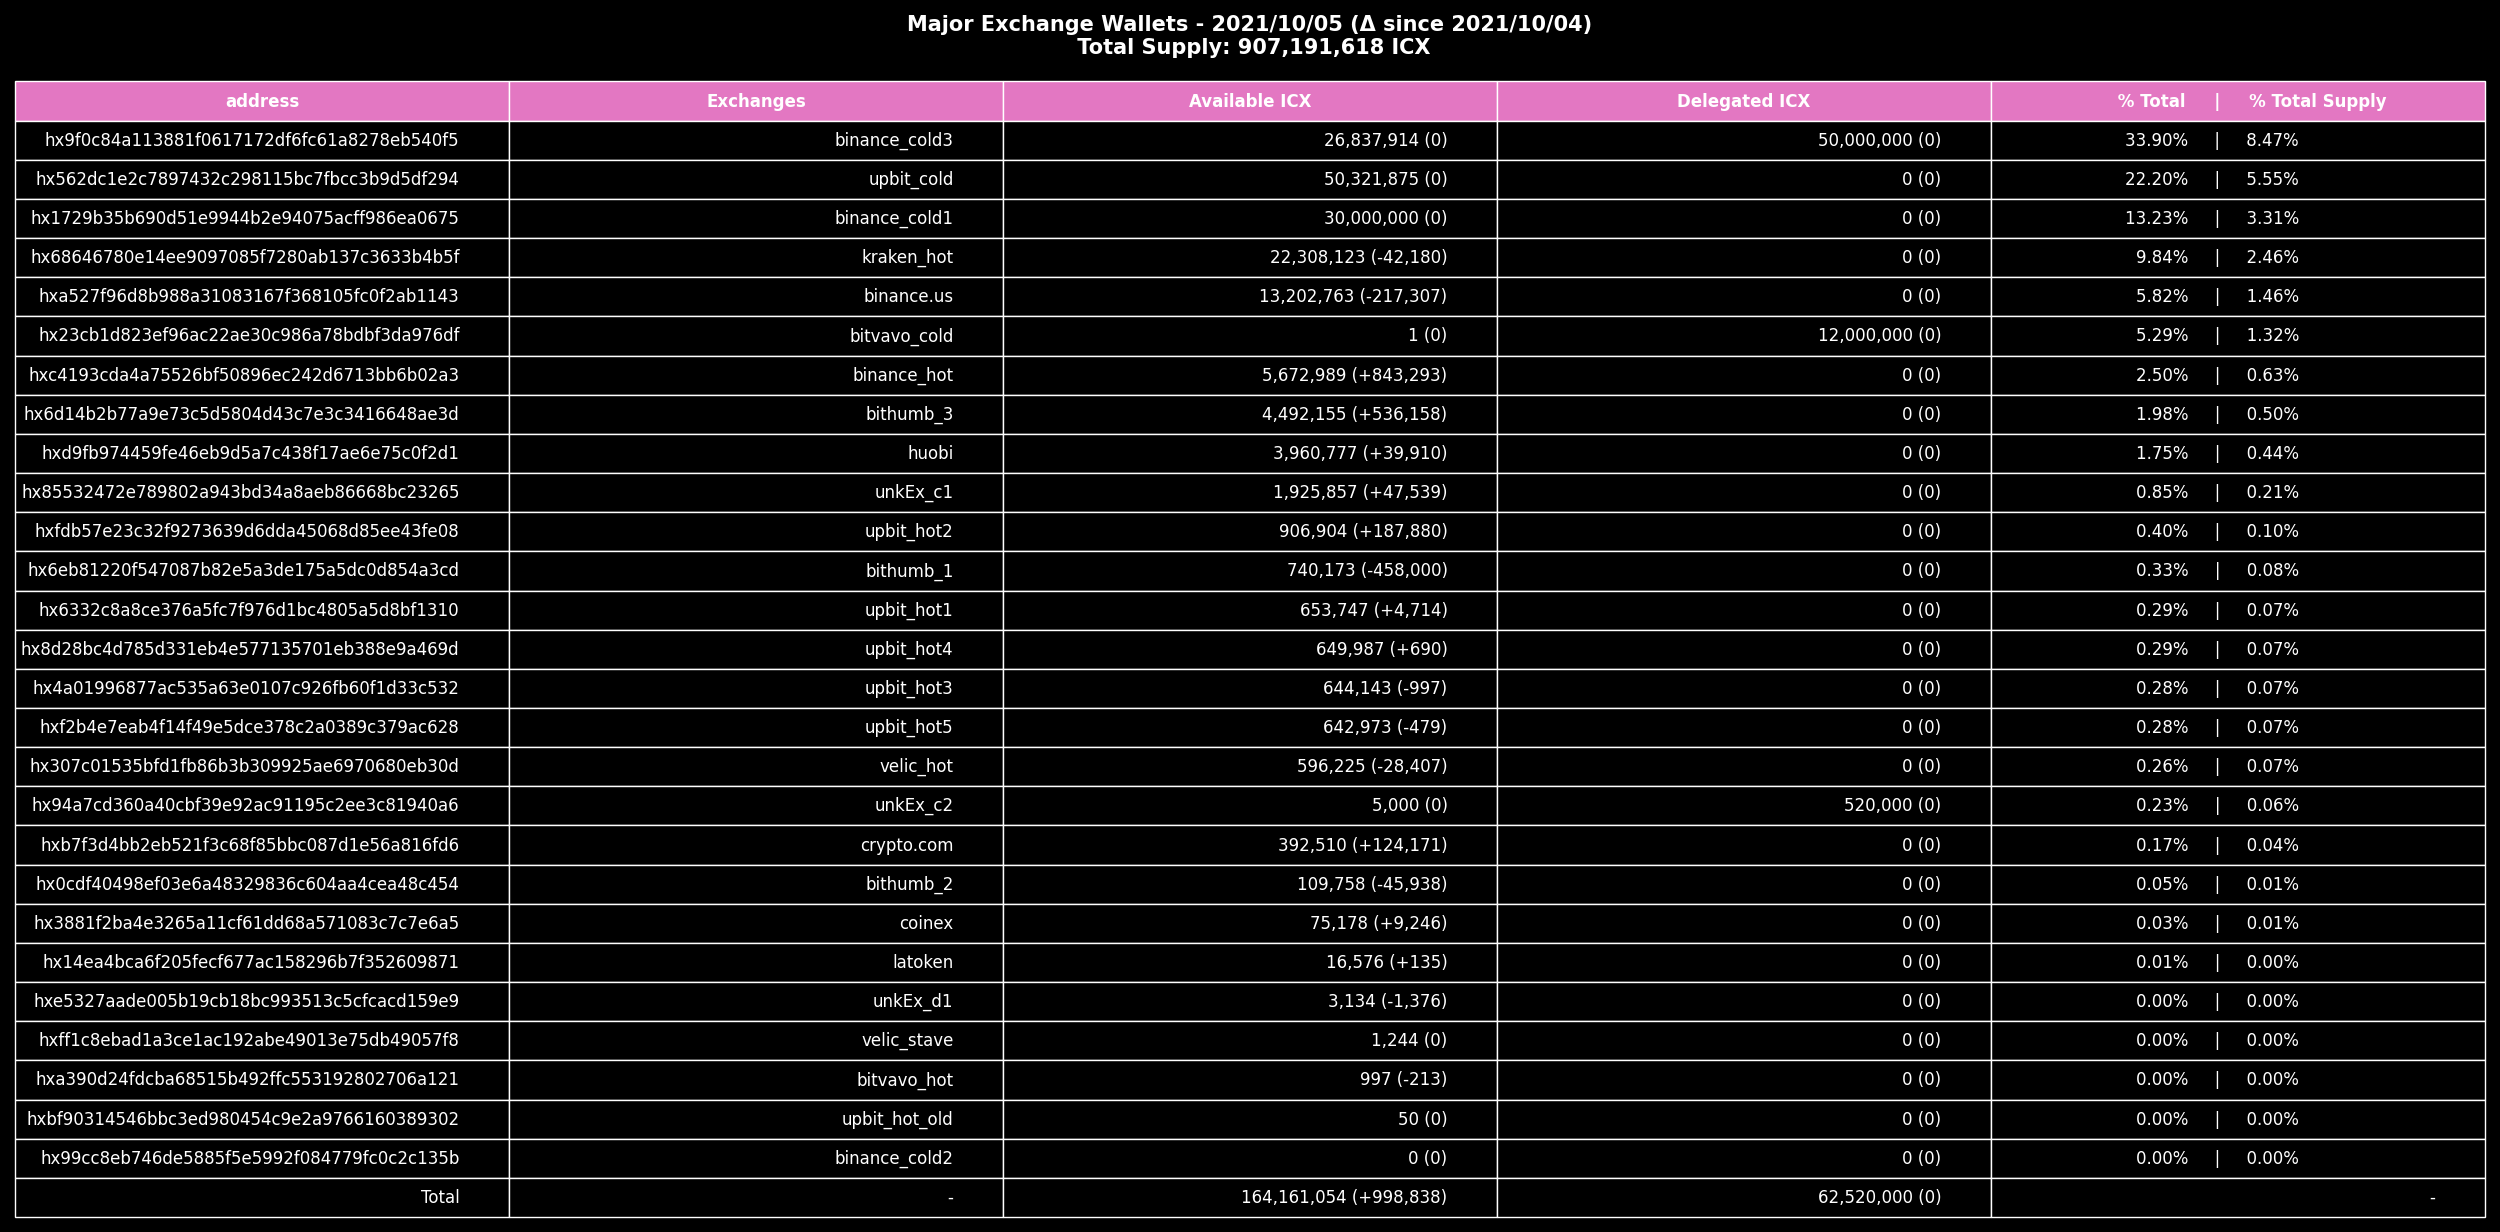 Major Exchange Wallets - 2021/10/05 (Δ since 2021/10/04)
Total Supply: 907,191,618 ICX
address Exchanges Available ICX Delegated ICX % Total | % Total Supply
hx9f0c84a113881f0617172df6fc61a8278eb540f5 binance_cold3 26,837,914 (0) 50,000,000 (0) 33.90% | 8.47%
hx562dc1e2c7897432c298115bc7fbcc3b9d5df294 upbit_cold 50,321,875 (0) 0 (0) 22.20% | 5.55%
hx1729b35b690d51e9944b2e94075acff986ea0675 binance_cold1 30,000,000 (0) 0 (0) 13.23% | 3.31%
hx68646780e14ee9097085f7280ab137c3633b4b5f kraken_hot 22,308,123 (-42,180) 0 (0) 9.84% | 2.46%
hxa527f96d8b988a31083167f368105fc0f2ab1143 binance.us 13,202,763 (-217,307) 0 (0) 5.82% | 1.46%
hx23cb1d823ef96ac22ae30c986a78bdbf3da976df bitvavo_cold 1 (0) 12,000,000 (0) 5.29% | 1.32%
hxc4193cda4a75526bf50896ec242d6713bb6b02a3 binance_hot 5,672,989 (+843,293) 0 (0) 2.50% | 0.63%
hx6d14b2b77a9e73c5d5804d43c7e3c3416648ae3d bithumb_3 4,492,155 (+536,158) 0 (0) 1.98% | 0.50%
hxd9fb974459fe46eb9d5a7c438f17ae6e75c0f2d1 huobi 3,960,777 (+39,910) 0 (0) 1.75% | 0.44%
hx85532472e789802a943bd34a8aeb86668bc23265 unkEx_c1 1,925,857 (+47,539) 0 (0) 0.85% | 0.21%
hxfdb57e23c32f9273639d6dda45068d85ee43fe08 upbit_hot2 906,904 (+187,880) 0 (0) 0.40% | 0.10%
hx6eb81220f547087b82e5a3de175a5dc0d854a3cd bithumb_1 740,173 (-458,000) 0 (0) 0.33% | 0.08%
hx6332c8a8ce376a5fc7f976d1bc4805a5d8bf1310 upbit_hot1 653,747 (+4,714) 0 (0) 0.29% | 0.07%
hx8d28bc4d785d331eb4e577135701eb388e9a469d upbit_hot4 649,987 (+690) 0 (0) 0.29% | 0.07%
hx4a01996877ac535a63e0107c926fb60f1d33c532 upbit_hot3 644,143 (-997) 0 (0) 0.28% | 0.07%
hxf2b4e7eab4f14f49e5dce378c2a0389c379ac628 upbit_hot5 642,973 (-479) 0 (0) 0.28% | 0.07%
hx307c01535bfd1fb86b3b309925ae6970680eb30d velic_hot 596,225 (-28,407) 0 (0) 0.26% | 0.07%
hx94a7cd360a40cbf39e92ac91195c2ee3c81940a6 unkEx_c2 5,000 (0) 520,000 (0) 0.23% | 0.06%
hxb7f3d4bb2eb521f3c68f85bbc087d1e56a816fd6 crypto.com 392,510 (+124,171) 0 (0) 0.17% | 0.04%
hx0cdf40498ef03e6a48329836c604aa4cea48c454 bithumb_2 109,758 (-45,938) 0 (0) 0.05% | 0.01%
hx3881f2ba4e3265a11cf61dd68a571083c7c7e6a5 coinex 75,178 (+9,246) 0 (0) 0.03% | 0.01%
hx14ea4bca6f205fecf677ac158296b7f352609871 latoken 16,576 (+135) 0 (0) 0.01% | 0.00%
hxe5327aade005b19cb18bc993513c5cfcacd159e9 unkEx_d1 3,134 (-1,376) 0 (0) 0.00% | 0.00%
hxff1c8ebad1a3ce1ac192abe49013e75db49057f8 velic_stave 1,244 (0) 0 (0) 0.00% | 0.00%
hxa390d24fdcba68515b492ffc553192802706a121 bitvavo_hot 997 (-213) 0 (0) 0.00% | 0.00%
hxbf90314546bbc3ed980454c9e2a9766160389302 upbit_hot_old 50 (0) 0 (0) 0.00% | 0.00%
hx99cc8eb746de5885f5e5992f084779fc0c2c135b binance_cold2 0 (0) 0 (0) 0.00% | 0.00%
Total - 164,161,054 (+998,838) 62,520,000 (0) -